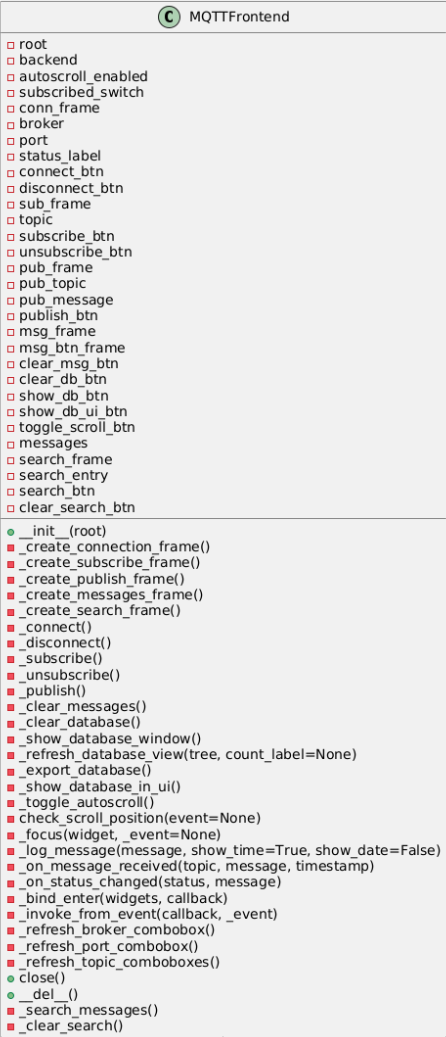 C MQTTFrontend
root
backend
autoscroll_enabled
subscribed_switch
conn_frame
broker
port
status_label
connect_btn
disconnect_btn
sub_frame
topic
subscribe_btn
unsubscribe_btn
pub_frame
pub_topic
pub_message
publish_btn
msg_frame
msg_btn_frame
clear_msg_btn
clear_db_btn
show_db_btn
show_db_ui_btn
toggle_scroll_btn
messages
search_frame
search_entry
search_btn
clear_search_btn
__init__(root)
_create_connection_frame()
_create_subscribe_frame()
_create_publish_frame()
_create_messages_frame()
_create_search_frame()
_connect()
_disconnect()
_subscribe()
_unsubscribe()
_publish()
_clear_messages()
_clear_database()
_show_database_window()
_refresh_database_view(tree, count_label=None)
_export_database()
_show_database_in_ui()
_toggle_autoscroll()
check_scroll_position(event=None)
_focus(widget, _event=None)
_log_message(message, show_time=True, show_date=False)
_on_message_received(topic, message, timestamp)
_on_status_changed(status, message)
_bind_enter(widgets, callback)
_invoke_from_event(callback, _event)
_refresh_broker_combobox()
_refresh_port_combobox()
_refresh_topic_comboboxes()
close()
__del__()
_search_messages()
_clear_search()